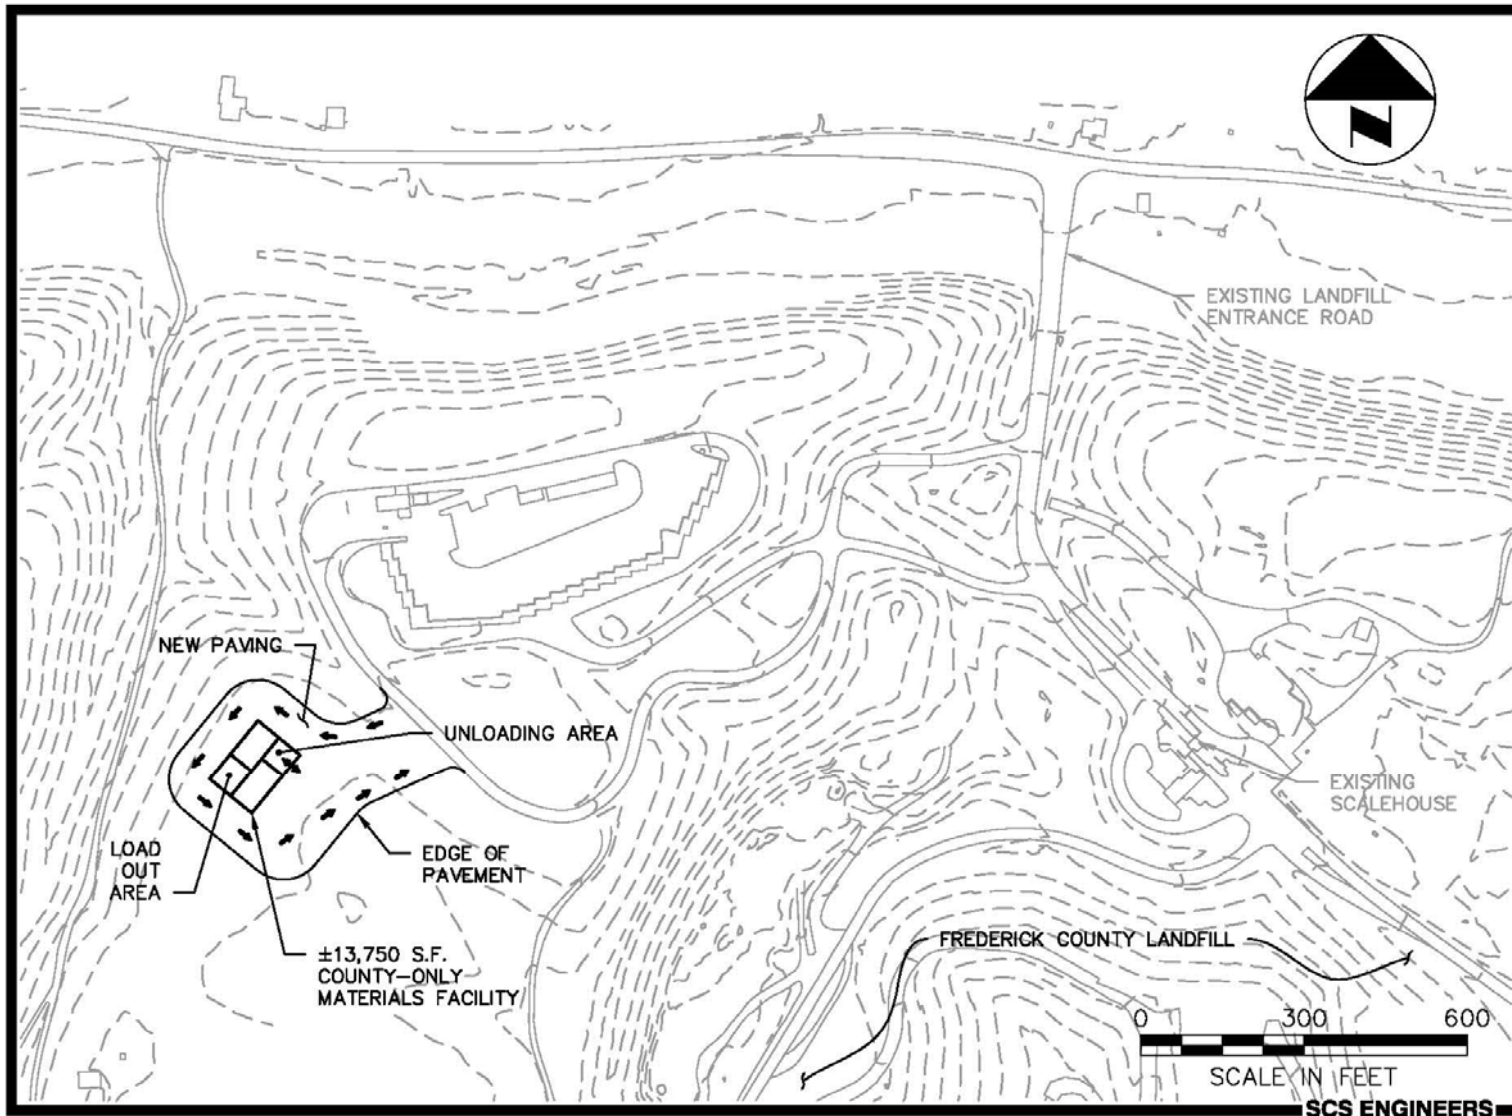 N
EXISTING LANDFILL
ENTRANCE ROAD
NEW PAVING
UNLOADING AREA
EXISTING
SCALEHOUSE
LOAD
OUT
AREA
EDGE OF
PAVEMENT
±13,750 S.F.
COUNTY-ONLY
MATERIALS FACILITY
FREDERICK COUNTY LANDFILL
0 300 600
SCALE IN FEET
SCS ENGINEERS